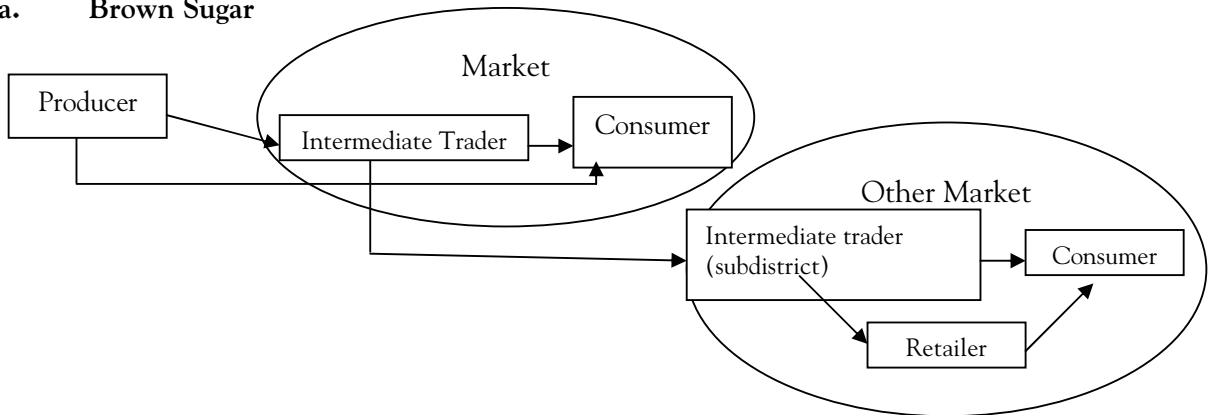 a. Brown Sugar
Market
Producer
Intermediate Trader
Consumer
Other Market
Intermediate trader
(subdistrict)
Consumer
Retailer